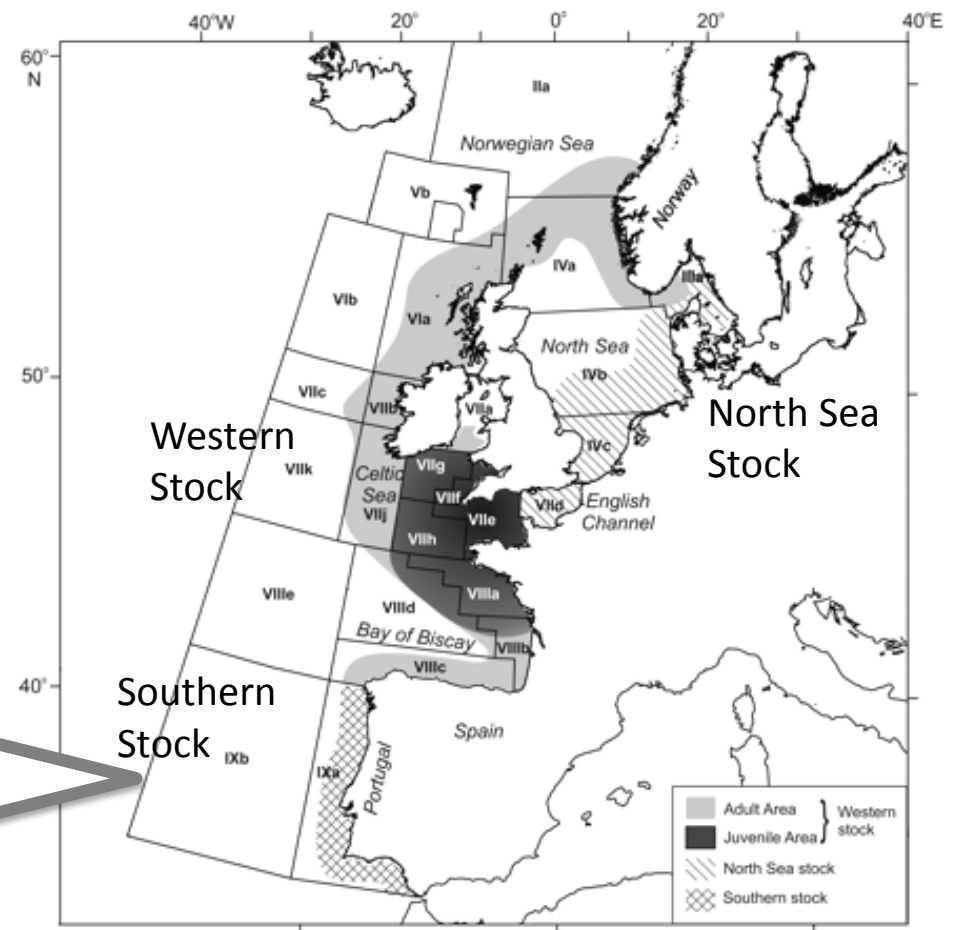 40°W
20°
0°
20°
40°E
60°
N
IIa
Norwegian Sea
Vb
Norway
IVa
IIIa
VIb
VIa
50°
North Sea
IVb
VIIc
VIIb
VIIa
Western
Stock
North Sea
Stock
IVc
VIIk
VIIg
Celtic
Sea
VIIj
VIIf
VIIe
VIId
English
Channel
VIIh
VIIIe
VIIId
VIIIa
Bay of Biscay
VIIIb
VIIIc
40°
Southern
Stock
Spain
IXb
IXa
Portugal
Adult Area
Juvenile Area
Western
stock
North Sea stock
Southern stock